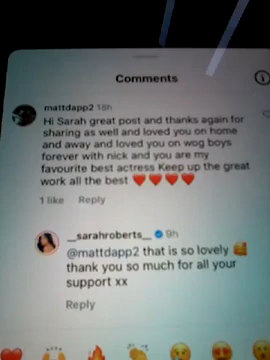 Comments
mattdapp2 18h
Hi Sarah great post and thanks again for
sharing as well and loved you on home
and away and loved you on wog boys
forever with nick and you are my
favourite best actress Keep up the great
work all the best ❤️❤️❤️❤️
1 like Reply
__sarahroberts__ 9h
@mattdapp2 that is so lovely 🥰
thank you so much for all your
support xx
Reply